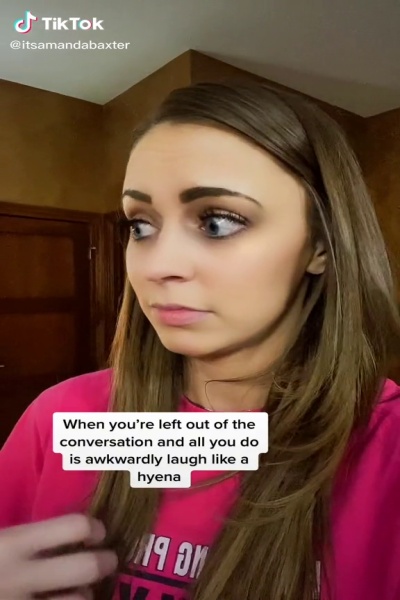 TikTok
@itsamandabaxter
When you're left out of the
conversation and all you do
is awkwardly laugh like a
hyena